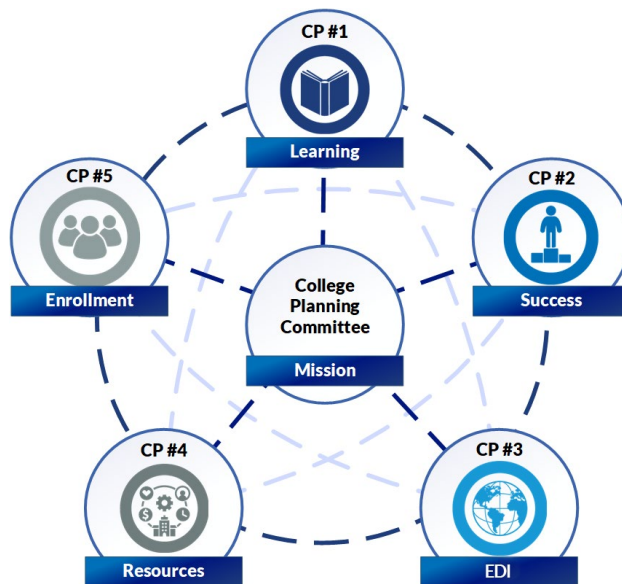 CP #1
Learning
CP #5
Enrollment
CP #2
Success
College
Planning
Committee
Mission
CP #4
Resources
CP #3
EDI